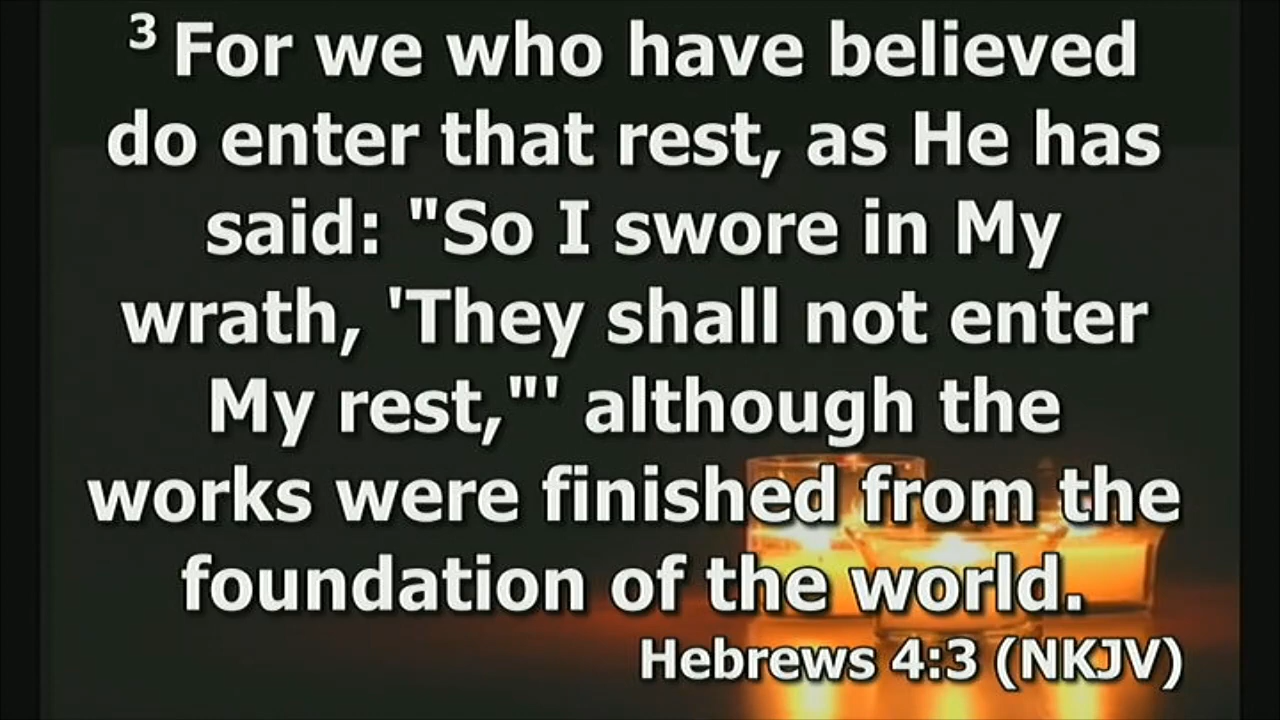 3 For we who have believed
do enter that rest, as He has
said: "So I swore in My
wrath, 'They shall not enter
My rest,"' although the
works were finished from the
foundation of the world.
Hebrews 4:3 (NKJV)